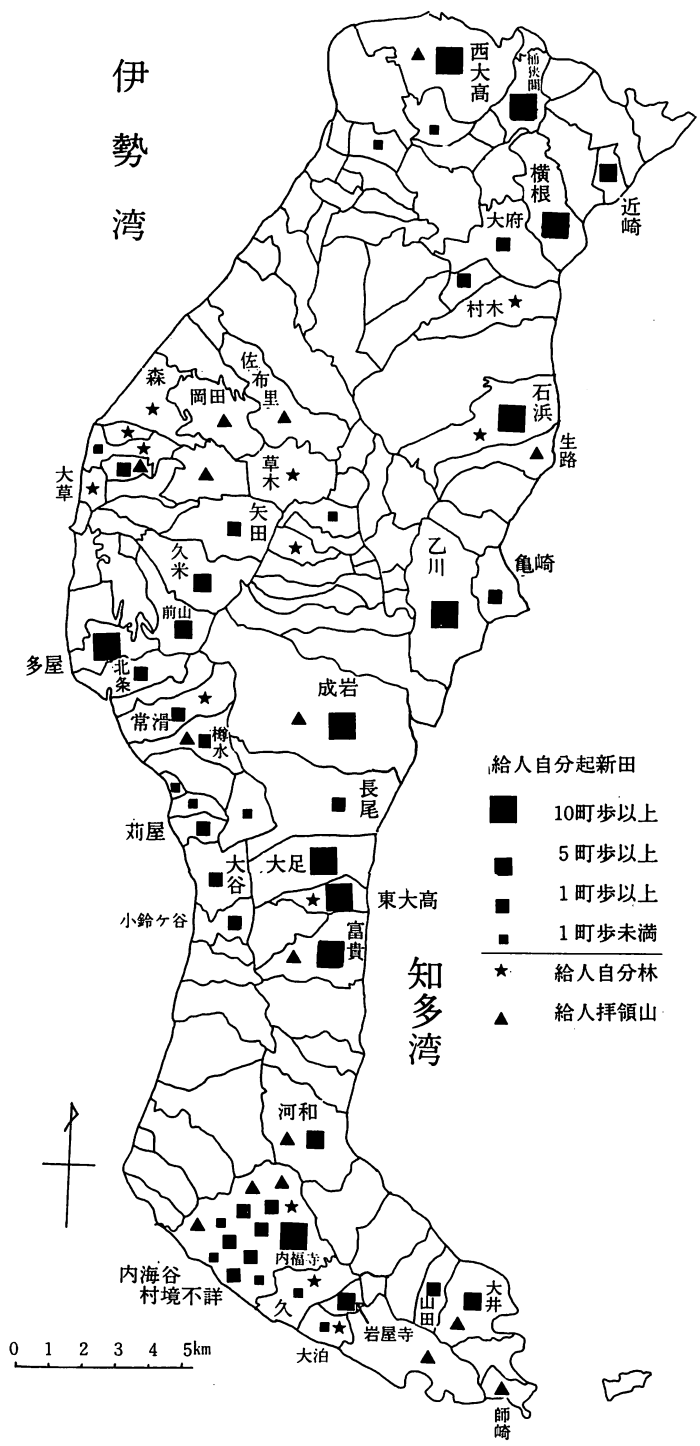 伊勢湾
西大高
桶狭間
横根
近崎
大府
村木
森
岡田
佐布里
石浜
生路
大草
草木
矢田
乙川
亀崎
久米
前山
多屋
北条
常滑
樽水
成岩
苅屋
長尾
大谷
大足
小鈴ケ谷
東大高
富貴
知多湾
給人自分起新田
10町歩以上
5町歩以上
1町歩以上
1町歩未満
給人自分林
給人拝領山
河和
内福寺
内海谷
村境不詳
久
岩屋寺
大泊
山田
大井
師崎
0 1 2 3 4 5km